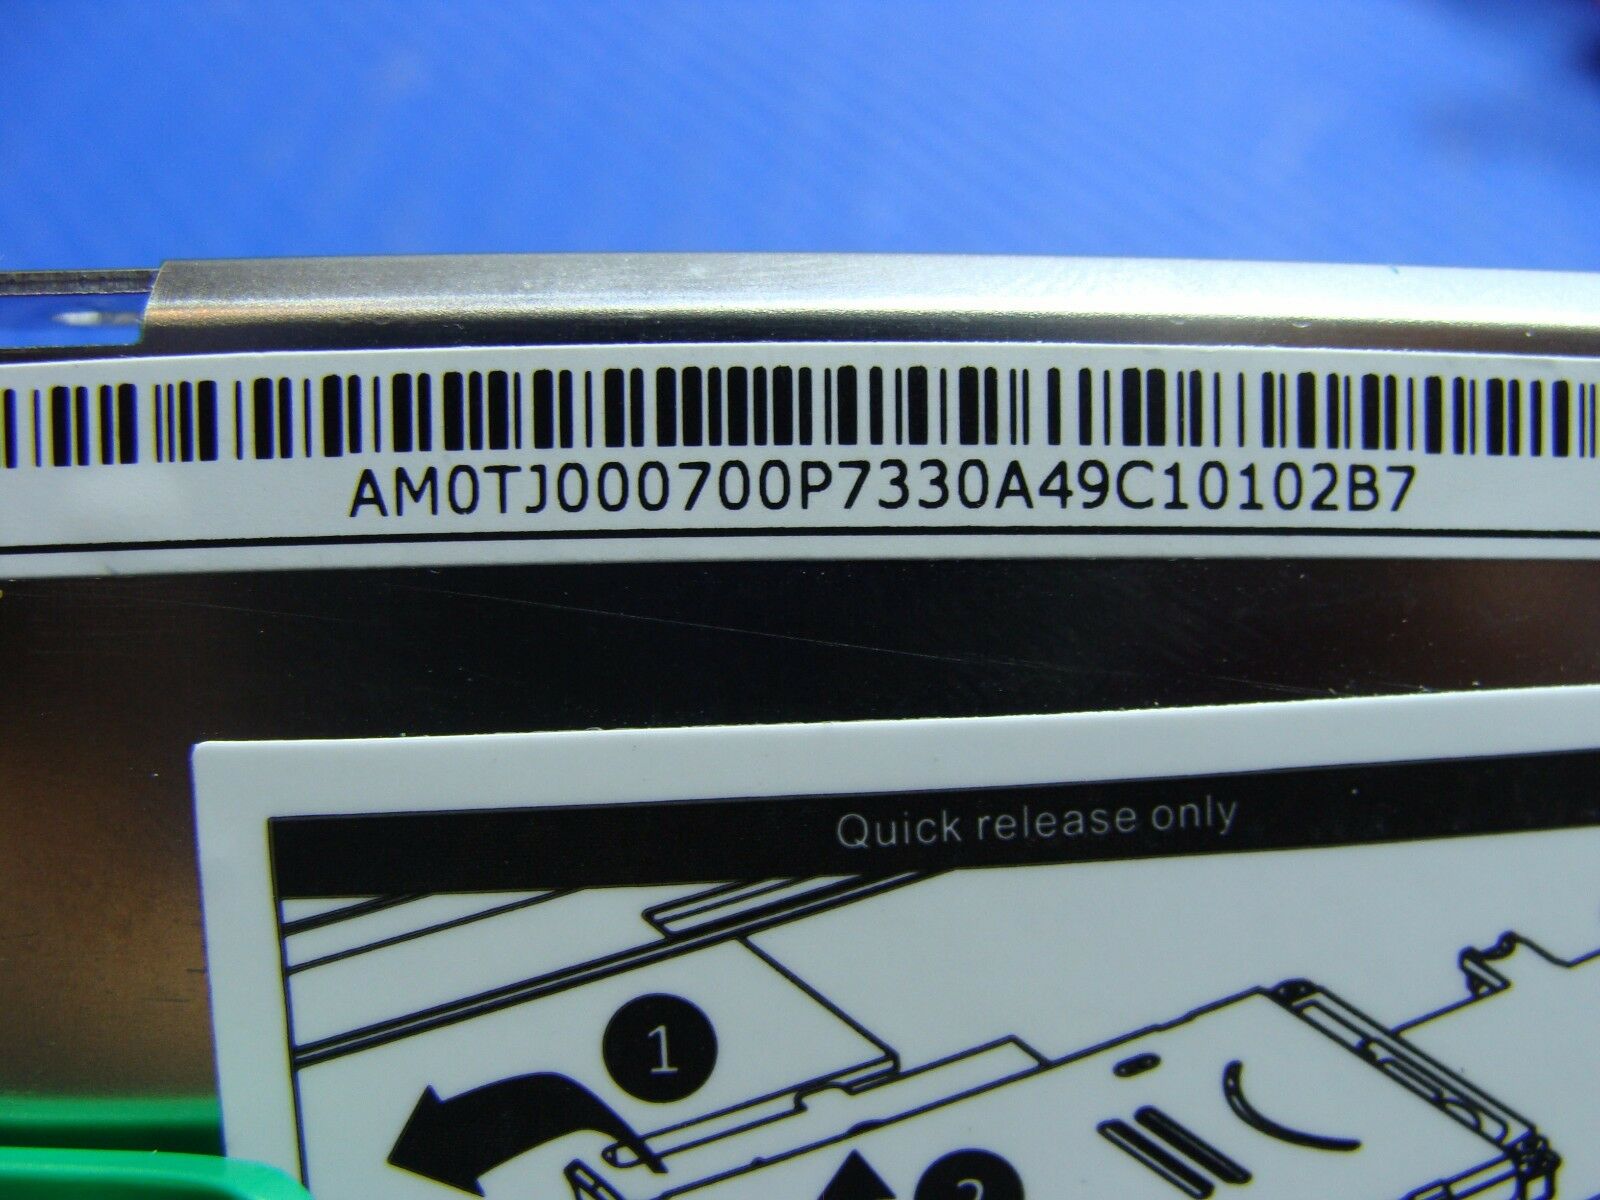 AM0TJ000700P7330A49C10102B7
Quick release only
1
2